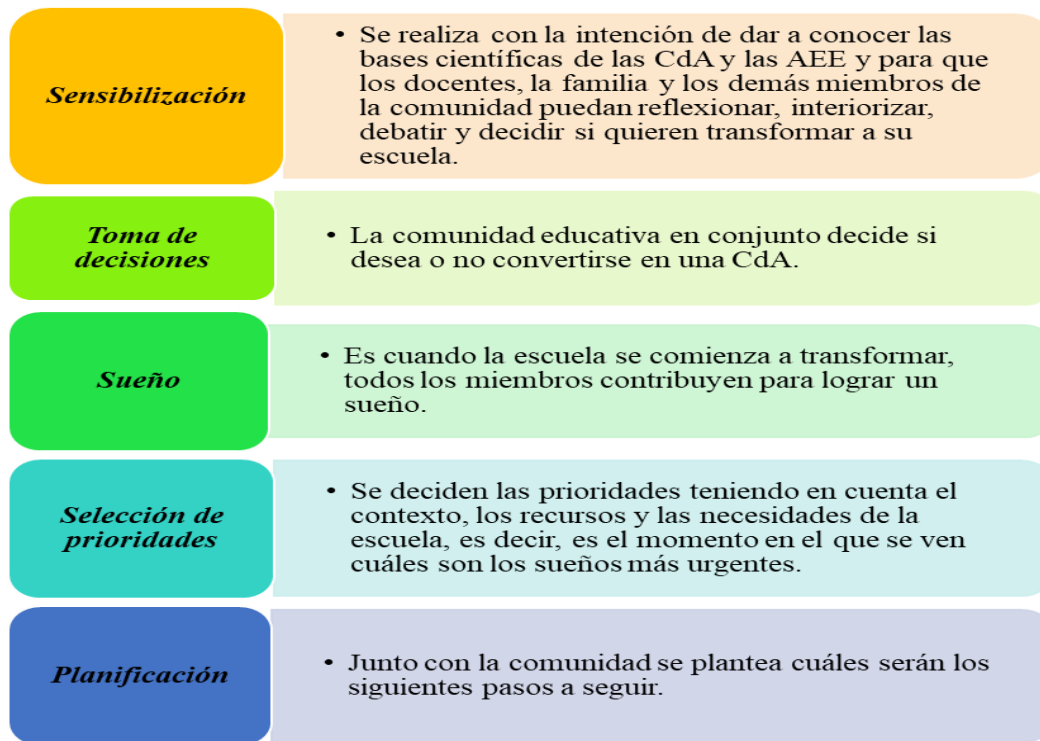 Sensibilización
• Se realiza con la intención de dar a conocer las
bases científicas de las CdA y las AEE y para que
los docentes, la familia y los demás miembros de
la comunidad puedan reflexionar, interiorizar,
debatir y decidir si quieren transformar a su
escuela.
Toma de
decisiones
• La comunidad educativa en conjunto decide si
desea o no convertirse en una CdA.
Sueño
• Es cuando la escuela se comienza a transformar,
todos los miembros contribuyen para lograr un
sueño.
Selección de
prioridades
• Se deciden las prioridades teniendo en cuenta el
contexto, los recursos y las necesidades de la
escuela, es decir, es el momento en el que se ven
cuáles son los sueños más urgentes.
Planificación
• Junto con la comunidad se plantea cuáles serán los
siguientes pasos a seguir.